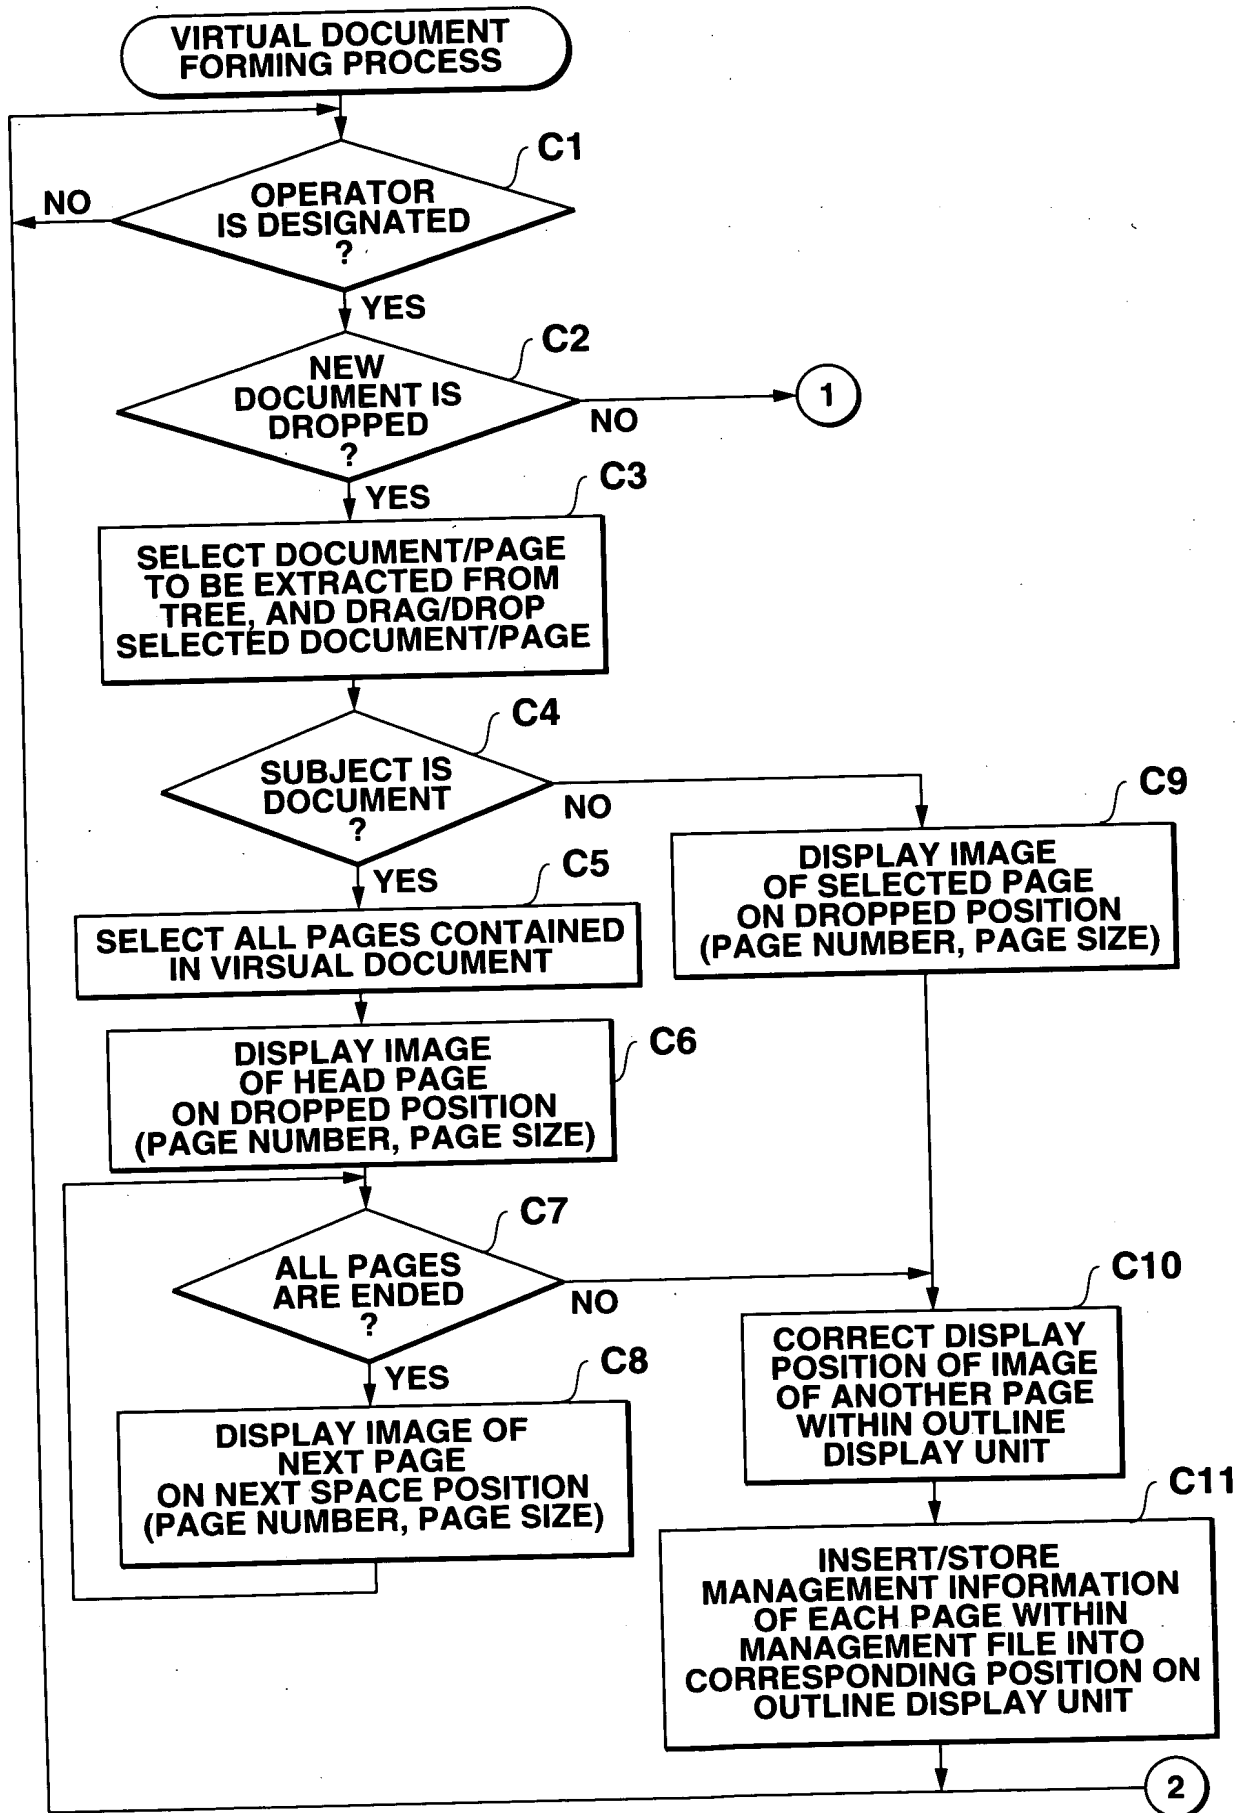 VIRTUAL DOCUMENT
FORMING PROCESS
C1
OPERATOR
IS DESIGNATED
?
NO
YES
C2
NEW
DOCUMENT IS
DROPPED
?
NO
1
YES
C3
SELECT DOCUMENT/PAGE
TO BE EXTRACTED FROM
TREE, AND DRAG/DROP
SELECTED DOCUMENT/PAGE
C4
SUBJECT IS
DOCUMENT
?
NO
YES
C9
DISPLAY IMAGE
OF SELECTED PAGE
ON DROPPED POSITION
(PAGE NUMBER, PAGE SIZE)
C5
SELECT ALL PAGES CONTAINED
IN VIRSUAL DOCUMENT
C6
DISPLAY IMAGE
OF HEAD PAGE
ON DROPPED POSITION
(PAGE NUMBER, PAGE SIZE)
C7
ALL PAGES
ARE ENDED
?
NO
YES
C8
DISPLAY IMAGE OF
NEXT PAGE
ON NEXT SPACE POSITION
(PAGE NUMBER, PAGE SIZE)
C10
CORRECT DISPLAY
POSITION OF IMAGE
OF ANOTHER PAGE
WITHIN OUTLINE
DISPLAY UNIT
C11
INSERT/STORE
MANAGEMENT INFORMATION
OF EACH PAGE WITHIN
MANAGEMENT FILE INTO
CORRESPONDING POSITION ON
OUTLINE DISPLAY UNIT
2